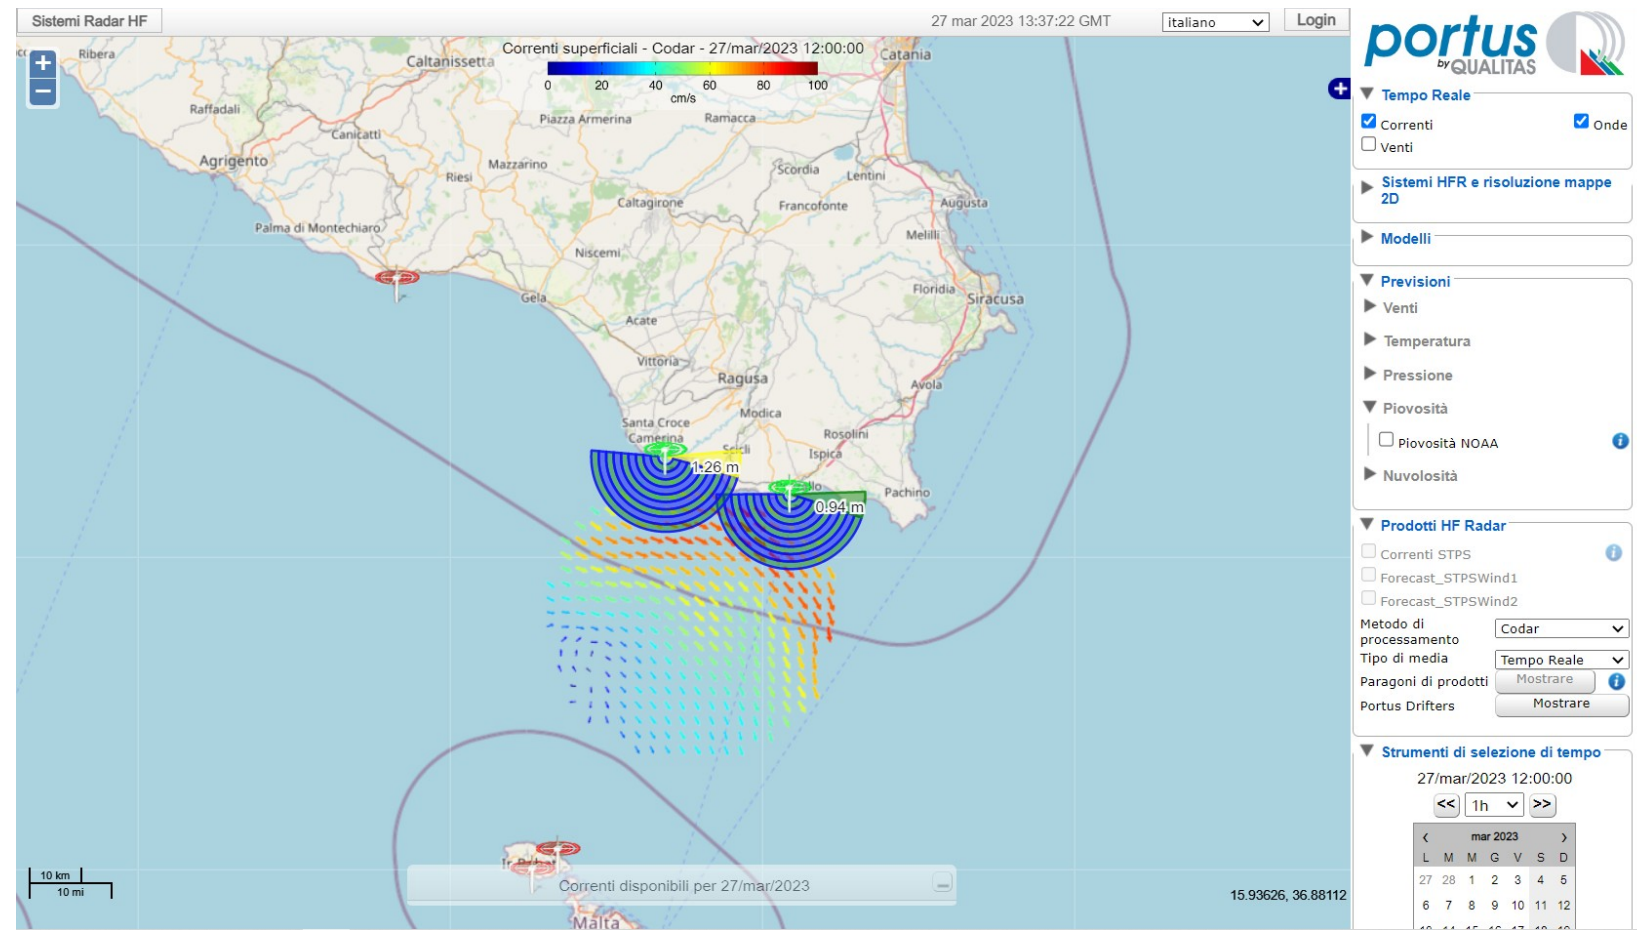 Sistemi Radar HF
27 mar 2023 13:37:22 GMT
italiano
Login
portus
by QUALITAS
Correnti superficiali - Codar - 27/mar/2023 12:00:00
0 20 40 60 80 100
cm/s
+
−
Ribera
Caltanissetta
Catania
Raffadali
Piazza Armerina
Ramacca
Canicatti
Agrigento
Mazzarino
Riesi
Scordia
Lentini
Caltagirone
Francofonte
Augusta
Palma di Montechiaro
Melilli
Niscemi
Gela
Floridia
Siracusa
Acate
Vittoria
Ragusa
Avola
Modica
Santa Croce
Camerina
Scicli
Rosolini
Ispica
1.26 m
Pachino
0.94 m
Malta
10 km
10 mi
Correnti disponibili per 27/mar/2023
15.93626, 36.88112
Tempo Reale
Correnti
Onde
Venti
Sistemi HFR e risoluzione mappe
2D
Modelli
Previsioni
Venti
Temperatura
Pressione
Piovosità
Piovosità NOAA
Nuvolosità
Prodotti HF Radar
Correnti STPS
Forecast_STPSWind1
Forecast_STPSWind2
Metodo di
processamento
Codar
Tipo di media
Tempo Reale
Paragoni di prodotti
Mostrare
Portus Drifters
Mostrare
Strumenti di selezione di tempo
27/mar/2023 12:00:00
<< 1h >>
‹ mar 2023 ›
L M M G V S D
27 28 1 2 3 4 5
6 7 8 9 10 11 12